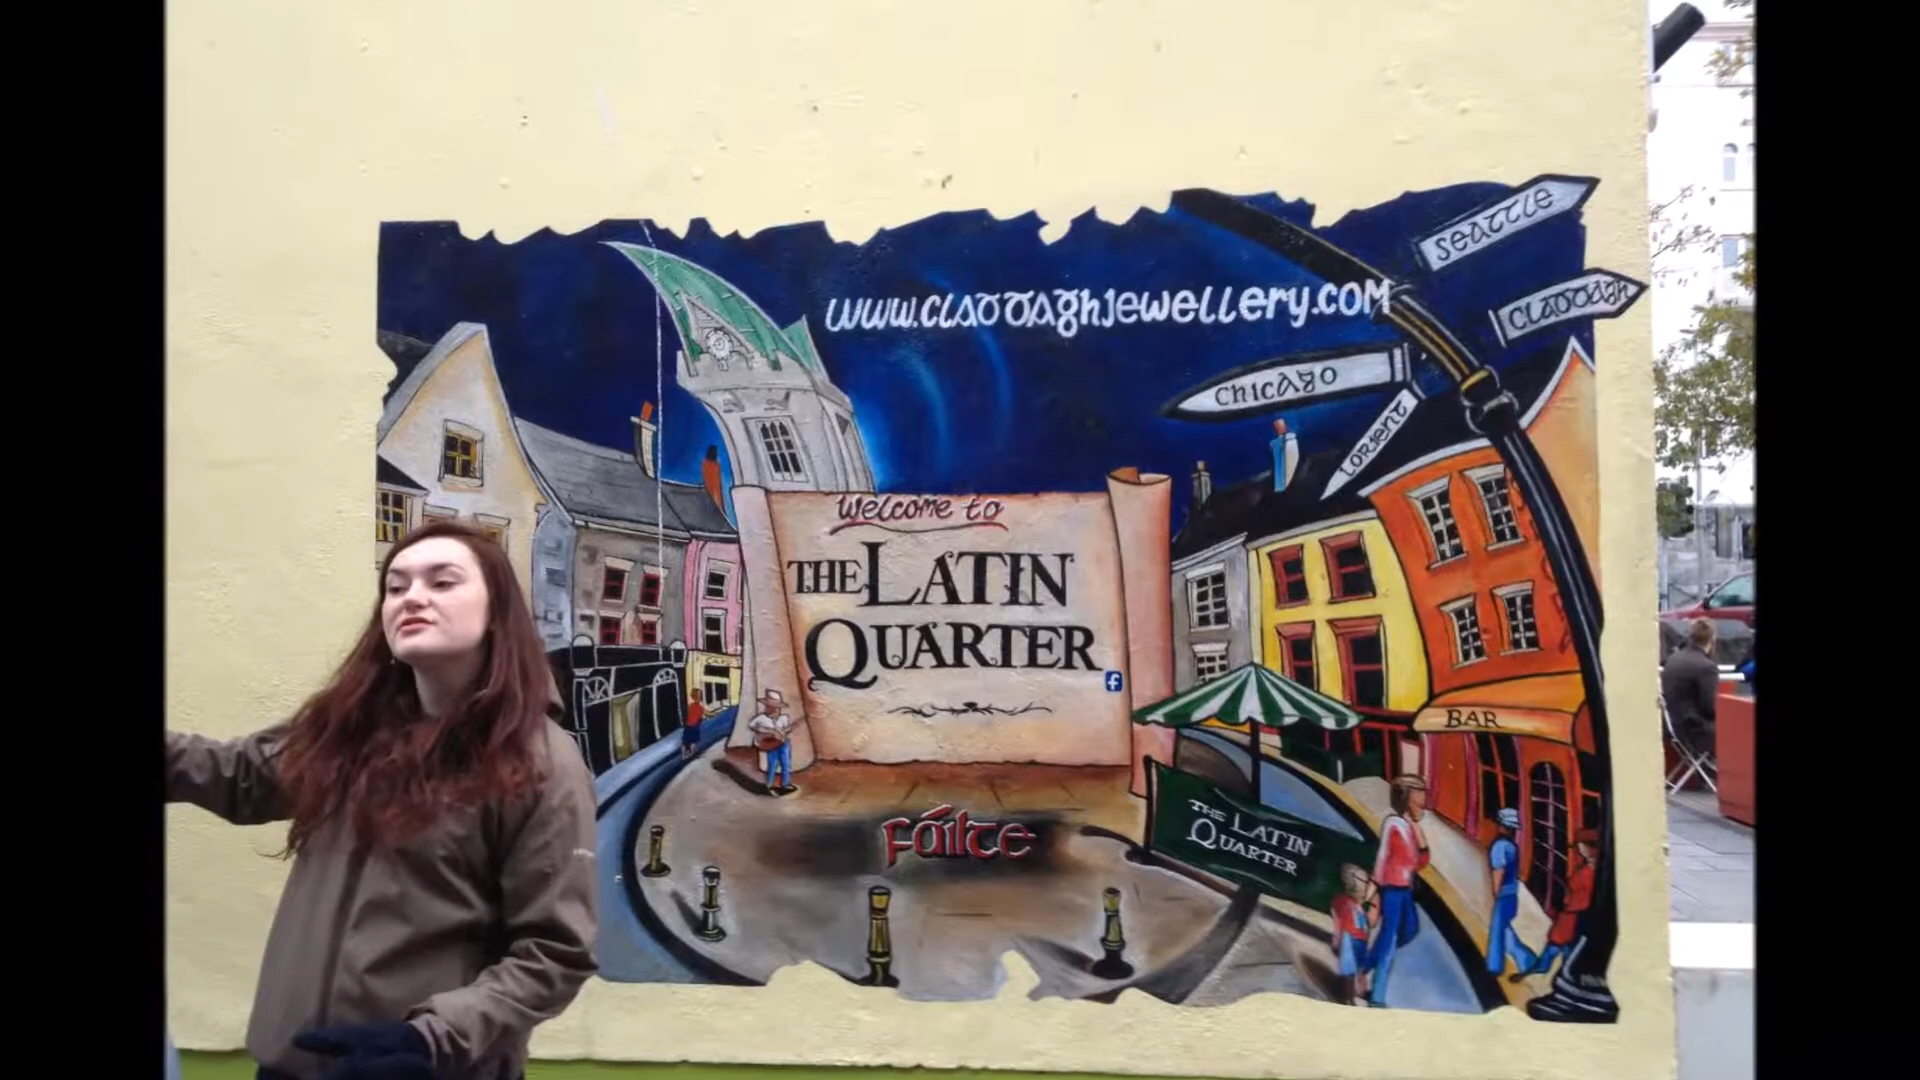 SEATTLE
www.claddaghjewellery.com
CLADDAGH
Chicago
LORIENT
Welcome to
THE LATIN
QUARTER
f
BAR
THE LATIN
QUARTER
fáilte